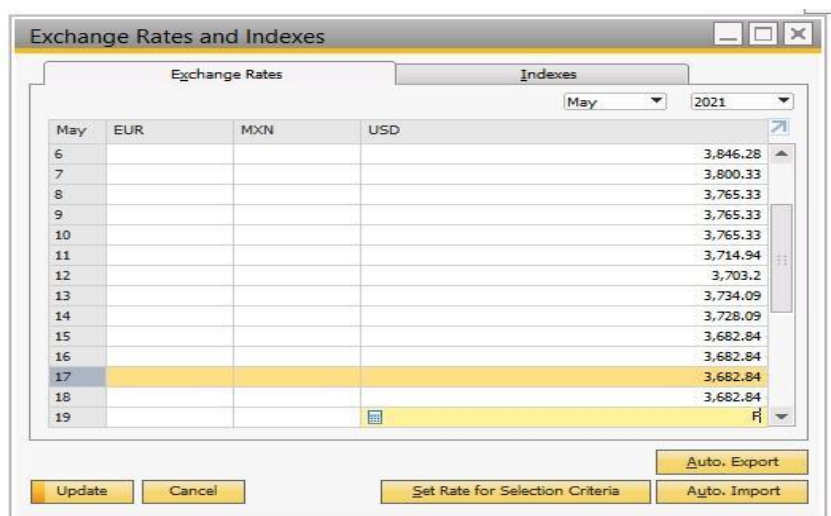 Exchange Rates and Indexes
Exchange Rates Indexes
May 2021
May EUR MXN USD
6 3,846.28
7 3,800.33
8 3,765.33
9 3,765.33
10 3,765.33
11 3,714.94
12 3,703.2
13 3,734.09
14 3,728.09
15 3,682.84
16 3,682.84
17 3,682.84
18 3,682.84
19 F
Auto. Export
Update Cancel Set Rate for Selection Criteria Auto. Import